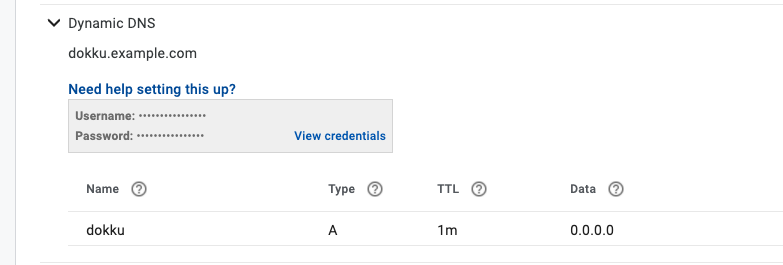 Dynamic DNS
dokku.example.com
Need help setting this up?
Username: ••••••••••••••••
Password: ••••••••••••••••
View credentials
Name Type TTL Data
dokku A 1m 0.0.0.0